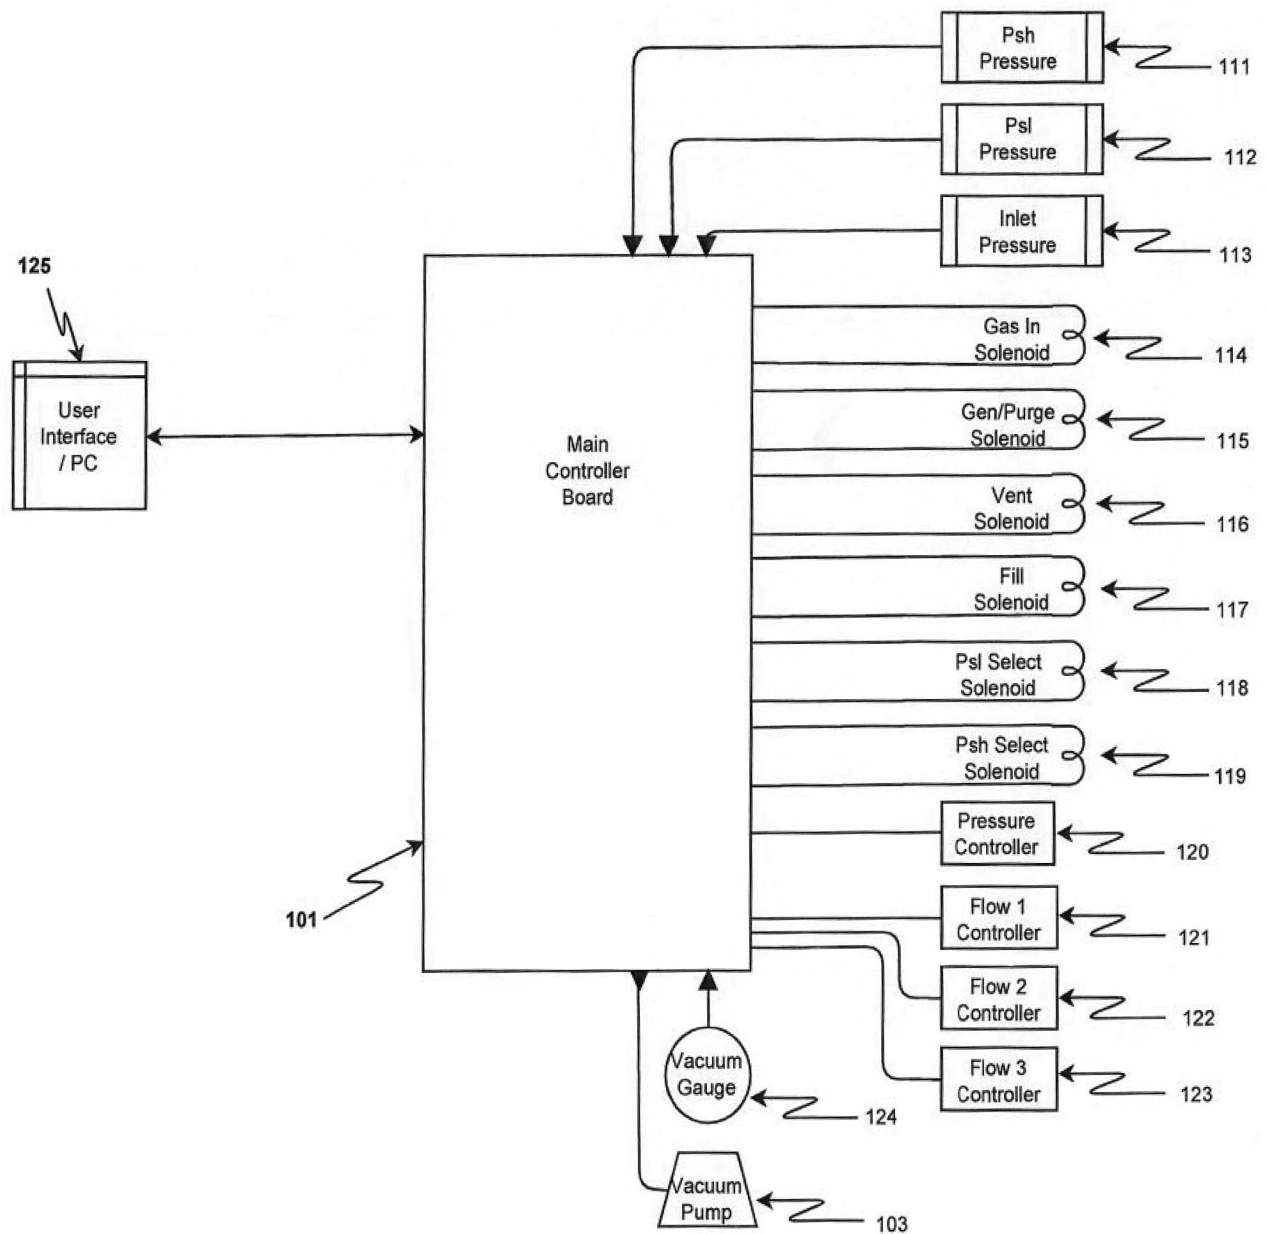 Psh
Pressure
111
Psl
Pressure
112
Inlet
Pressure
113
125
User
Interface
/ PC
Main
Controller
Board
Gas In
Solenoid
114
Gen/Purge
Solenoid
115
Vent
Solenoid
116
Fill
Solenoid
117
Psl Select
Solenoid
118
Psh Select
Solenoid
119
Pressure
Controller
120
101
Flow 1
Controller
121
Flow 2
Controller
122
Flow 3
Controller
123
Vacuum
Gauge
124
Vacuum
Pump
103